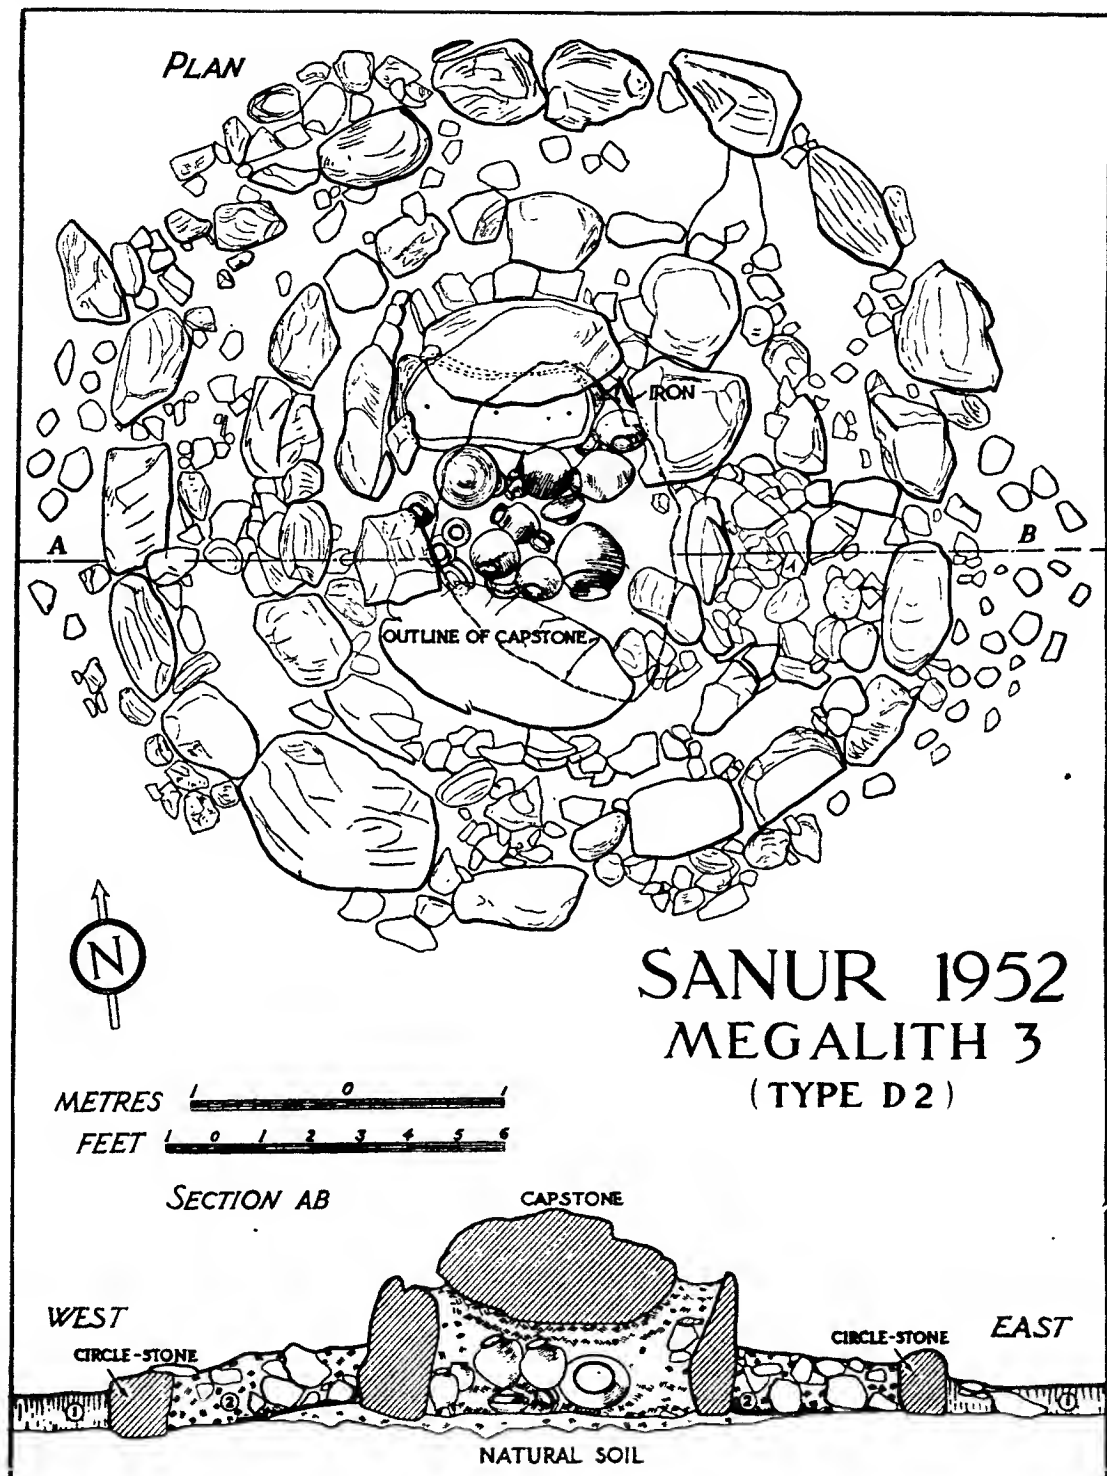 PLAN
IRON
A
B
OUTLINE OF CAPSTONE
N
SANUR 1952
MEGALITH 3
(TYPE D2)
METRES 1 0 1
FEET 1 0 1 2 3 4 5 6
SECTION AB
CAPSTONE
WEST
EAST
CIRCLE-STONE
CIRCLE-STONE
1
2
2
1
NATURAL SOIL